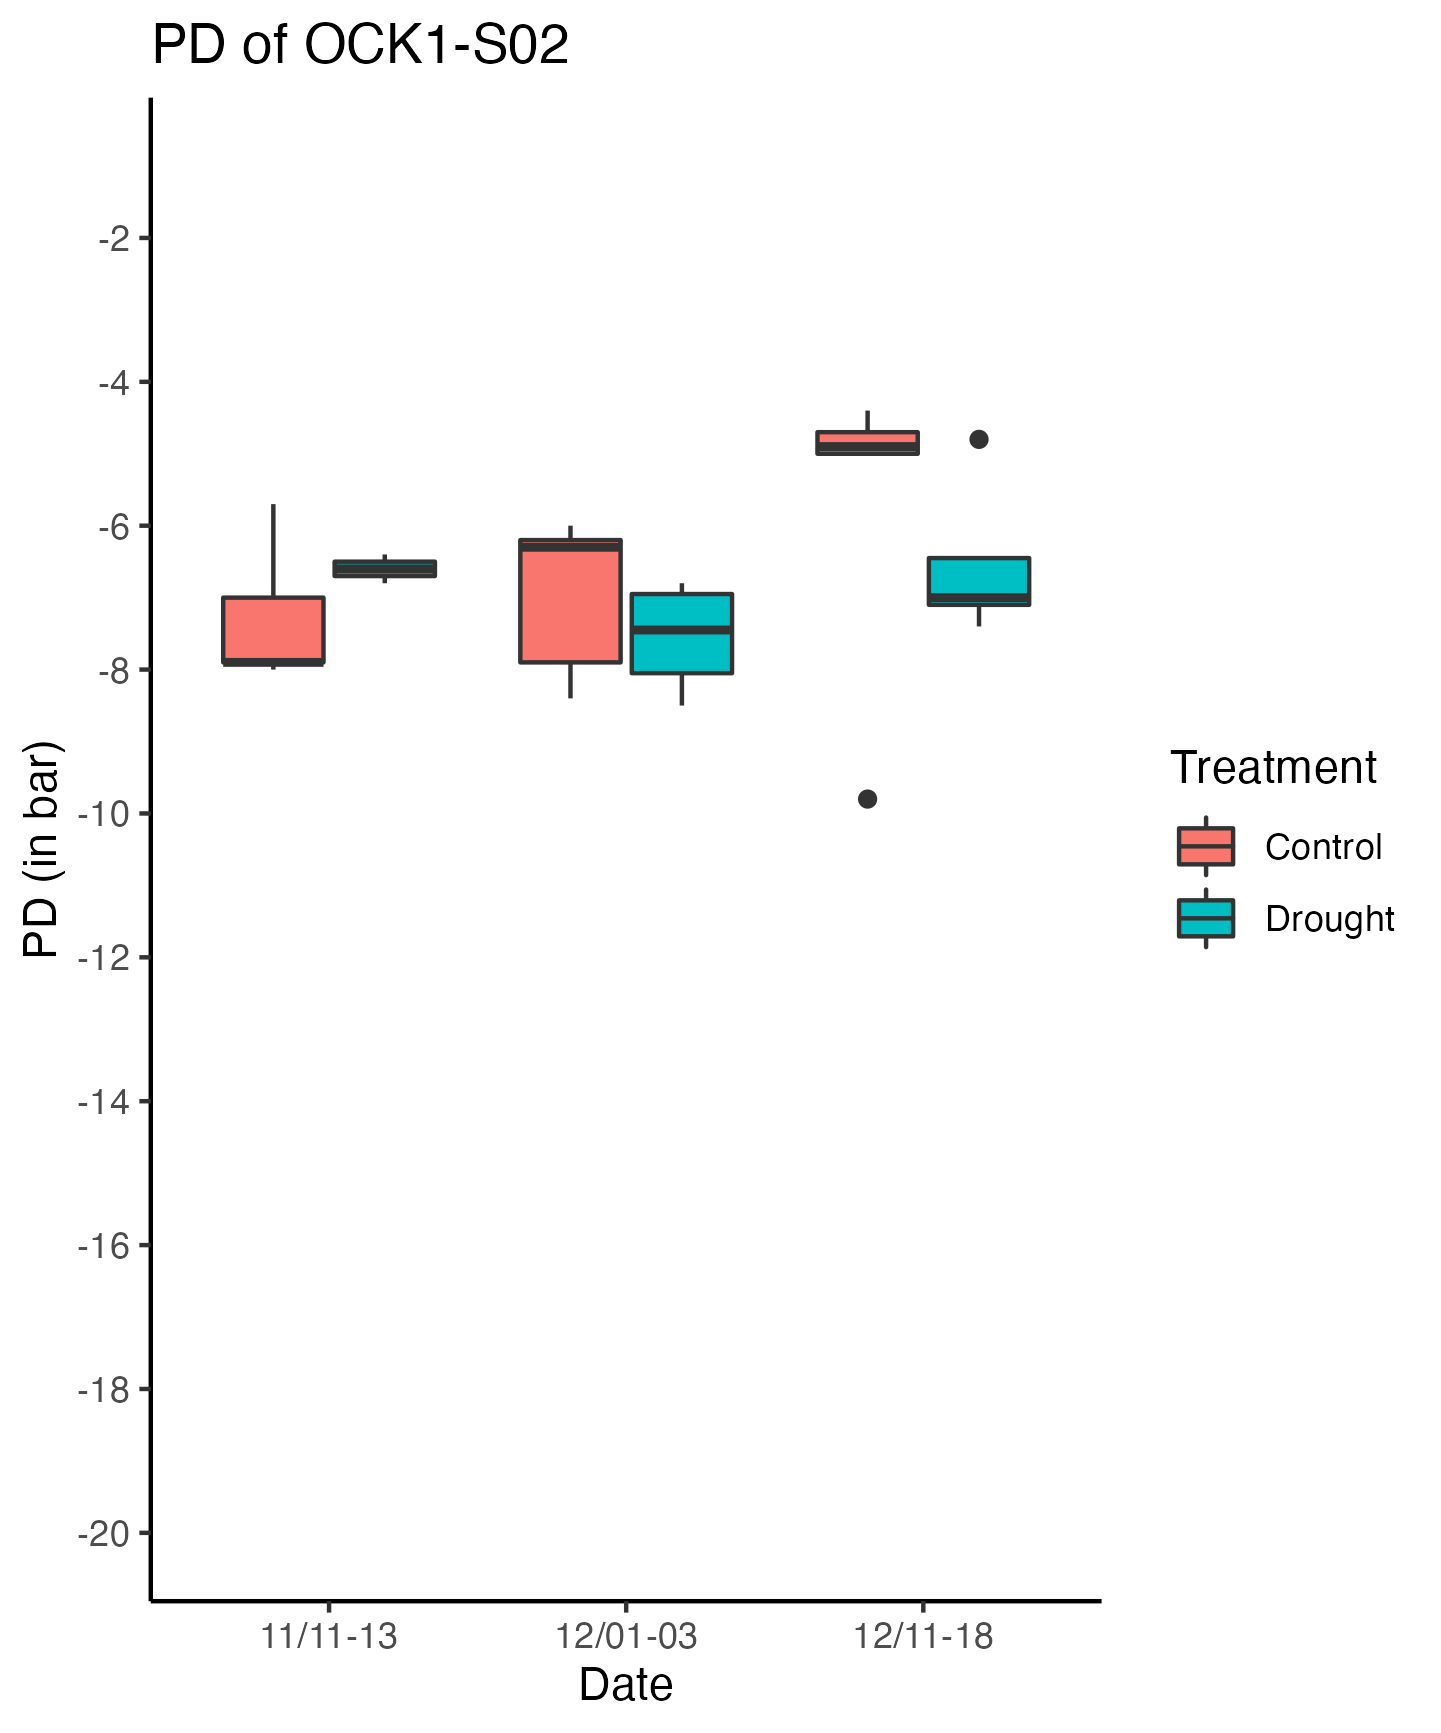 PD of OCK1-S02
PD (in bar)
-2
-4
-6
-8
-10
-12
-14
-16
-18
-20
11/11-13
12/01-03
12/11-18
Date
Treatment
Control
Drought